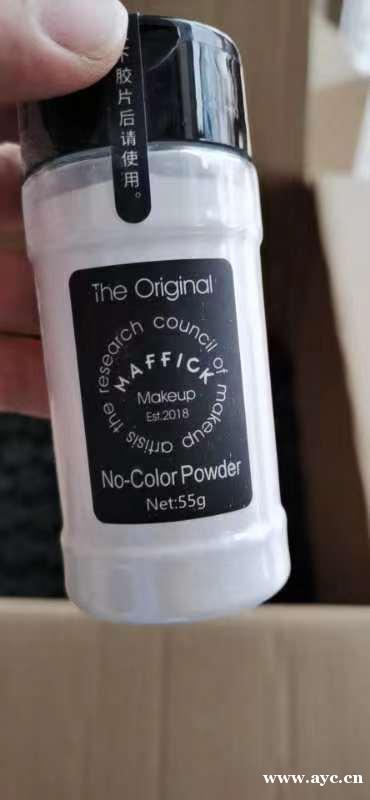 胶片后请使用。
The Original
the research council of makeup artisis
MAFFICK
Makeup
Est.2018
No-Color Powder
Net:55g
www.ayc.cn